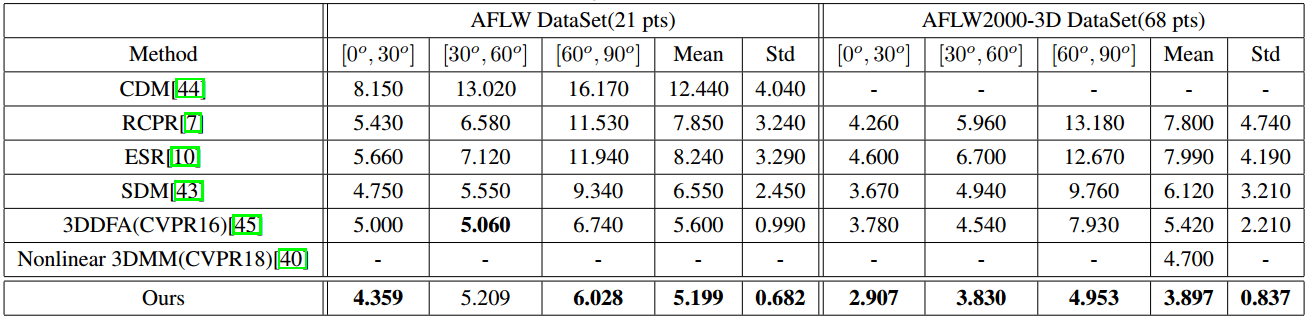 AFLW DataSet(21 pts) AFLW2000-3D DataSet(68 pts)
Method [0°, 30°] [30°, 60°] [60°, 90°] Mean Std [0°, 30°] [30°, 60°] [60°, 90°] Mean Std
CDM[44] 8.150 13.020 16.170 12.440 4.040 - - - - -
RCPR[7] 5.430 6.580 11.530 7.850 3.240 4.260 5.960 13.180 7.800 4.740
ESR[10] 5.660 7.120 11.940 8.240 3.290 4.600 6.700 12.670 7.990 4.190
SDM[43] 4.750 5.550 9.340 6.550 2.450 3.670 4.940 9.760 6.120 3.210
3DDFA(CVPR16)[45] 5.000 5.060 6.740 5.600 0.990 3.780 4.540 7.930 5.420 2.210
Nonlinear 3DMM(CVPR18)[40] - - - - - - - - 4.700 -
Ours 4.359 5.209 6.028 5.199 0.682 2.907 3.830 4.953 3.897 0.837